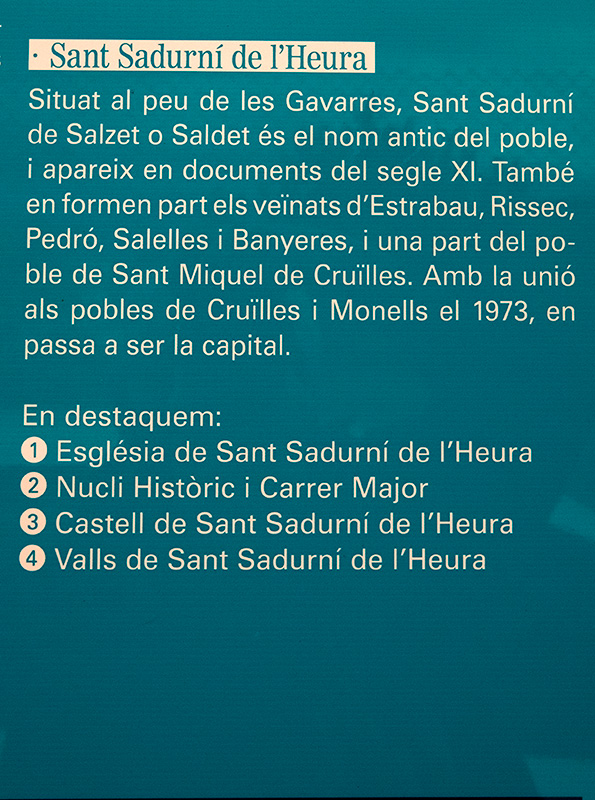 · Sant Sadurní de l’Heura
Situat al peu de les Gavarres, Sant Sadurní
de Salzet o Saldet és el nom antic del poble,
i apareix en documents del segle XI. També
en formen part els veïnats d’Estrabau, Rissec,
Pedró, Salelles i Banyeres, i una part del po-
ble de Sant Miquel de Cruïlles. Amb la unió
als pobles de Cruïlles i Monells el 1973, en
passa a ser la capital.
En destaquem:
1 Església de Sant Sadurní de l’Heura
2 Nucli Històric i Carrer Major
3 Castell de Sant Sadurní de l’Heura
4 Valls de Sant Sadurní de l’Heura